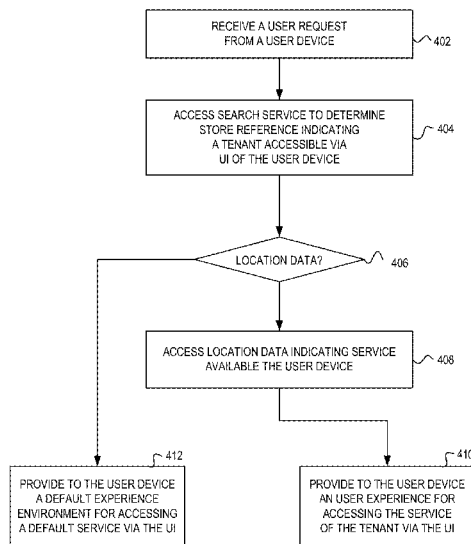 RECEIVE A USER REQUEST
FROM A USER DEVICE
402
ACCESS SEARCH SERVICE TO DETERMINE
STORE REFERENCE INDICATING
A TENANT ACCESSIBLE VIA
UI OF THE USER DEVICE
404
LOCATION DATA?
406
ACCESS LOCATION DATA INDICATING SERVICE
AVAILABLE THE USER DEVICE
408
412
PROVIDE TO THE USER DEVICE
A DEFAULT EXPERIENCE
ENVIRONMENT FOR ACCESSING
A DEFAULT SERVICE VIA THE UI
410
PROVIDE TO THE USER DEVICE
AN USER EXPERIENCE FOR
ACCESSING THE SERVICE
OF THE TENANT VIA THE UI